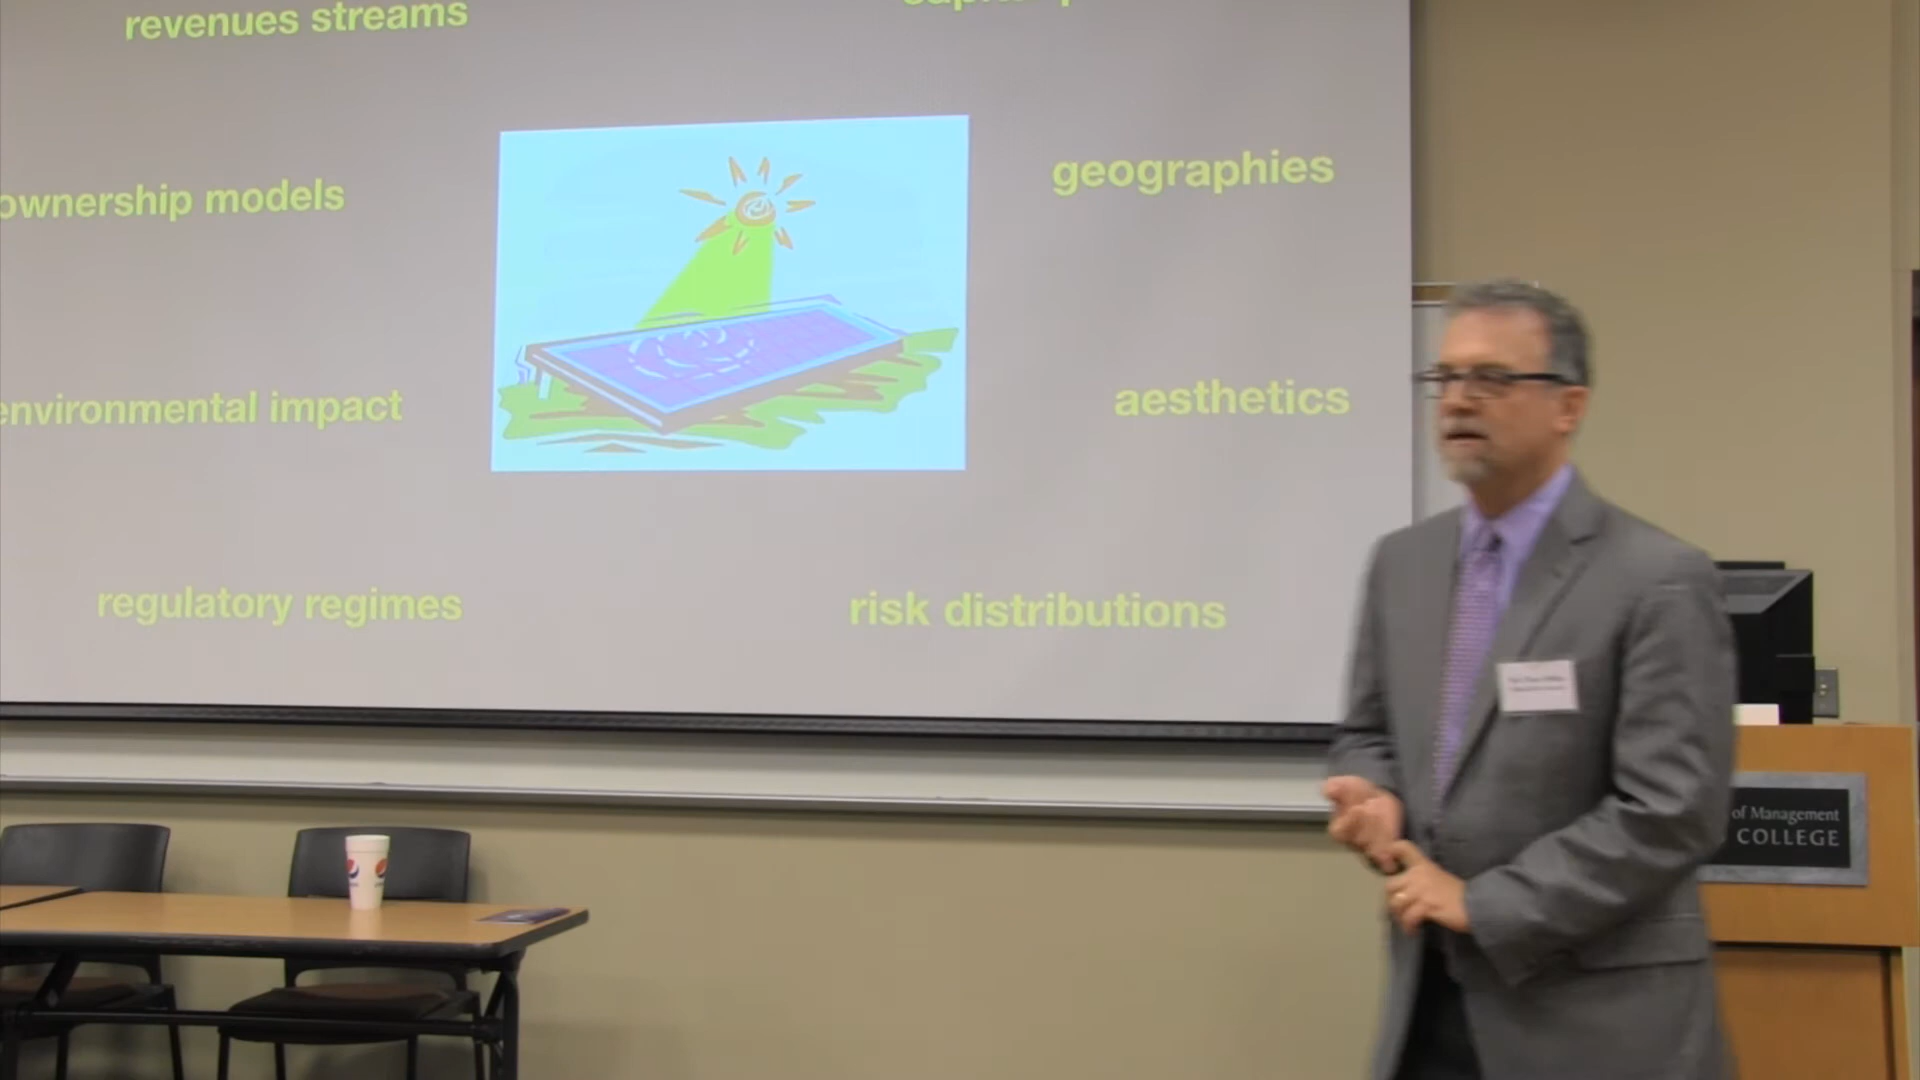 revenues streams
ownership models
geographies
environmental impact
aesthetics
regulatory regimes
risk distributions
of Management
COLLEGE